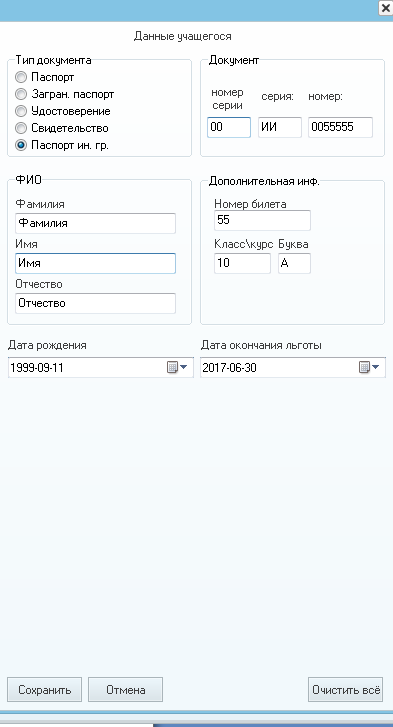 Данные учащегося
Тип документа
Паспорт
Загран. паспорт
Удостоверение
Свидетельство
Паспорт ин. гр.
Документ
номер серии
серия:
номер:
00
ИИ
0055555
ФИО
Фамилия
Фамилия
Имя
Имя
Отчество
Отчество
Дополнительная инф.
Номер билета
55
Класс\курс
Буква
10
А
Дата рождения
1999-09-11
Дата окончания льготы
2017-06-30
Сохранить
Отмена
Очистить всё